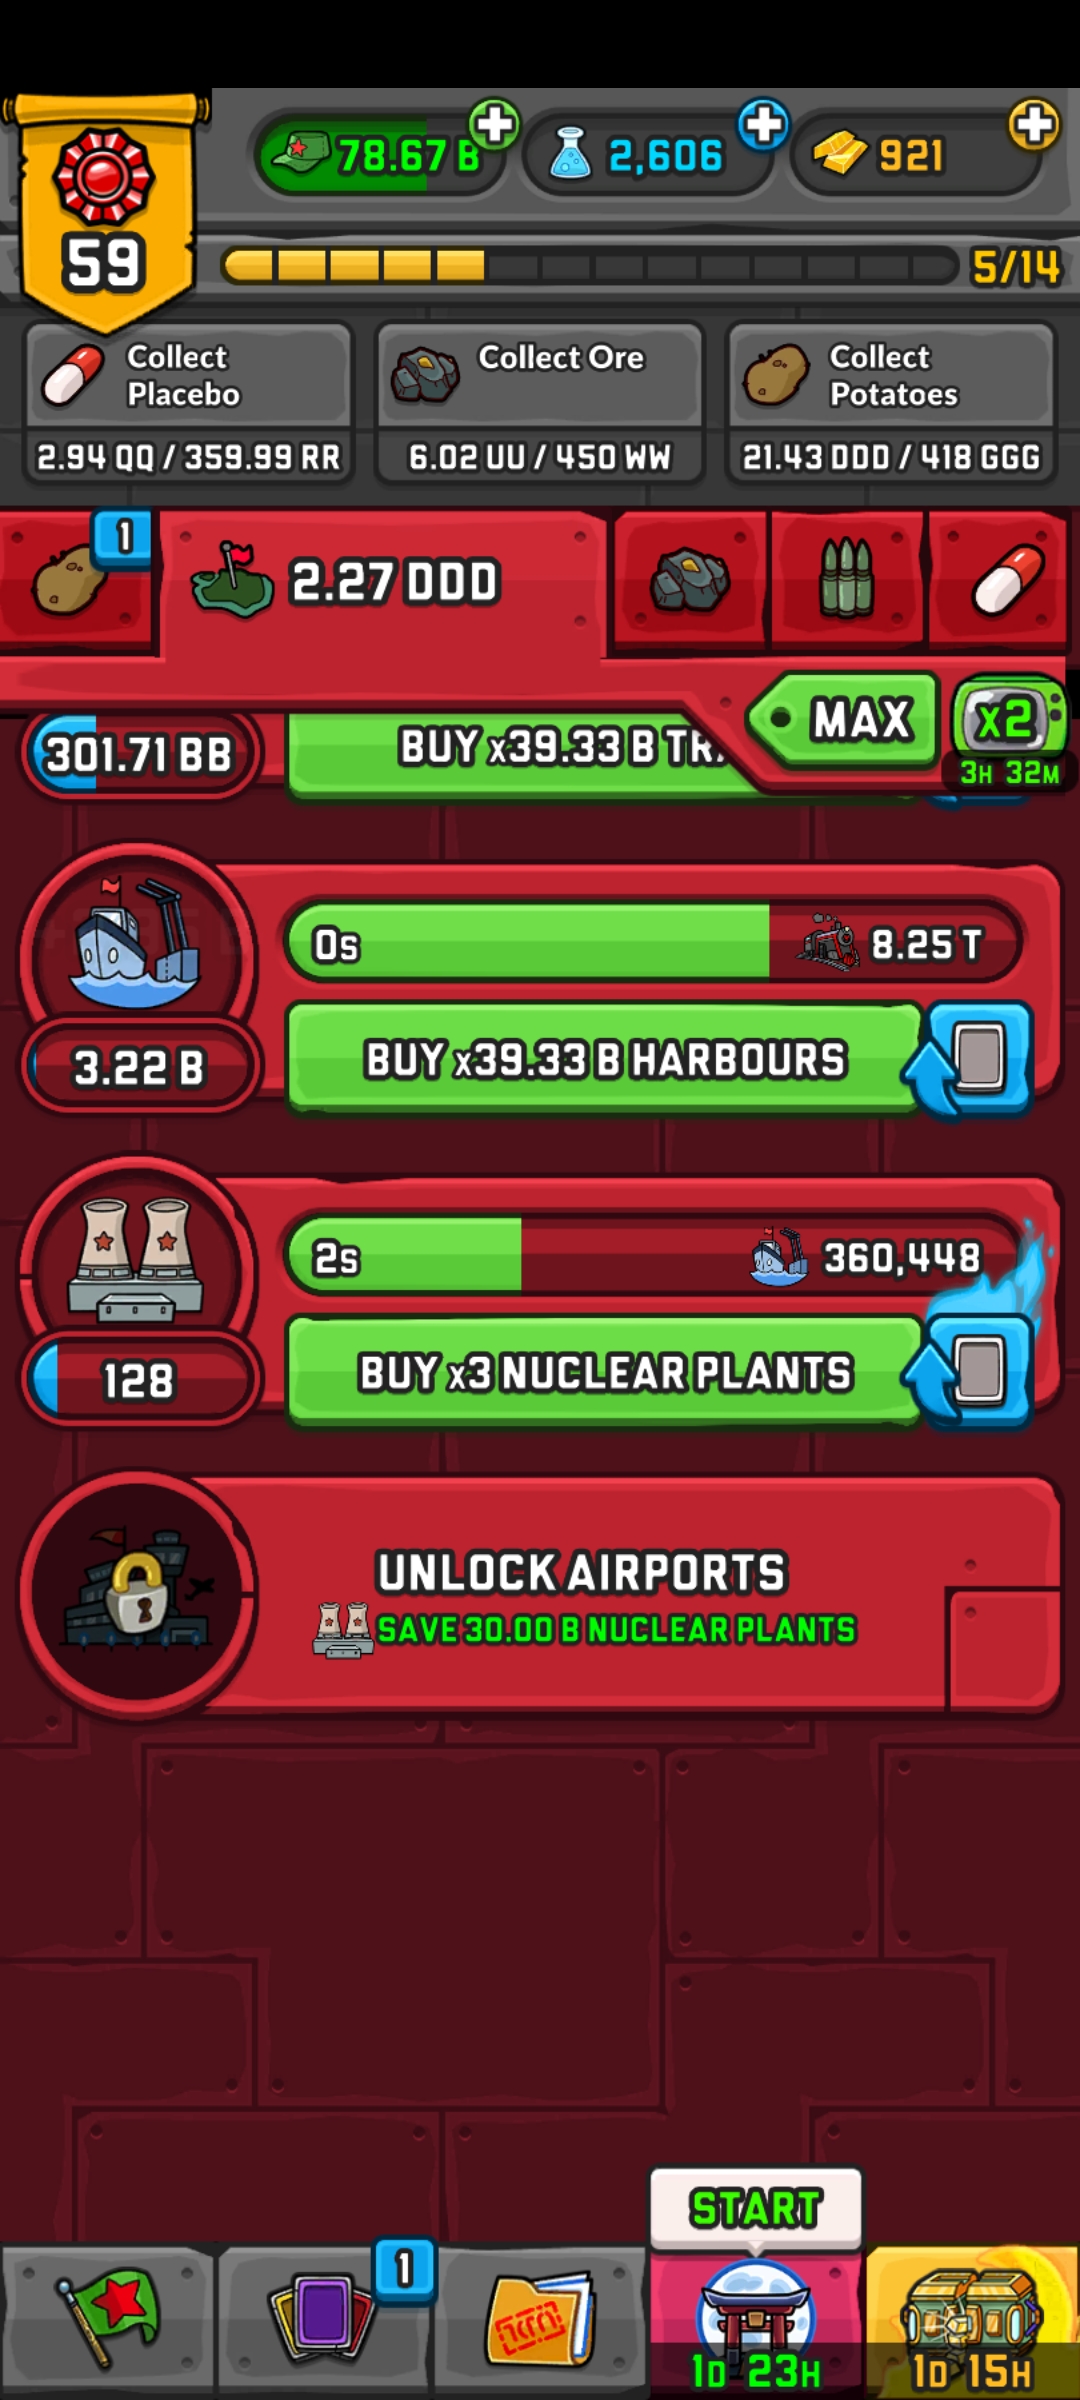 78.67 B
2,606
921
59
5/14
Collect
Placebo
2.94 QQ / 359.99 RR
Collect Ore
6.02 UU / 450 WW
Collect
Potatoes
21.43 DDD / 418 GGG
1
2.27 DDD
MAX
x2
3H 32M
301.71 BB
BUY x39.33 B
0s
8.25 T
3.22 B
BUY x39.33 B HARBOURS
2s
360,448
128
BUY x3 NUCLEAR PLANTS
UNLOCK AIRPORTS
SAVE 30.00 B NUCLEAR PLANTS
START
1
1D 23H
1D 15H